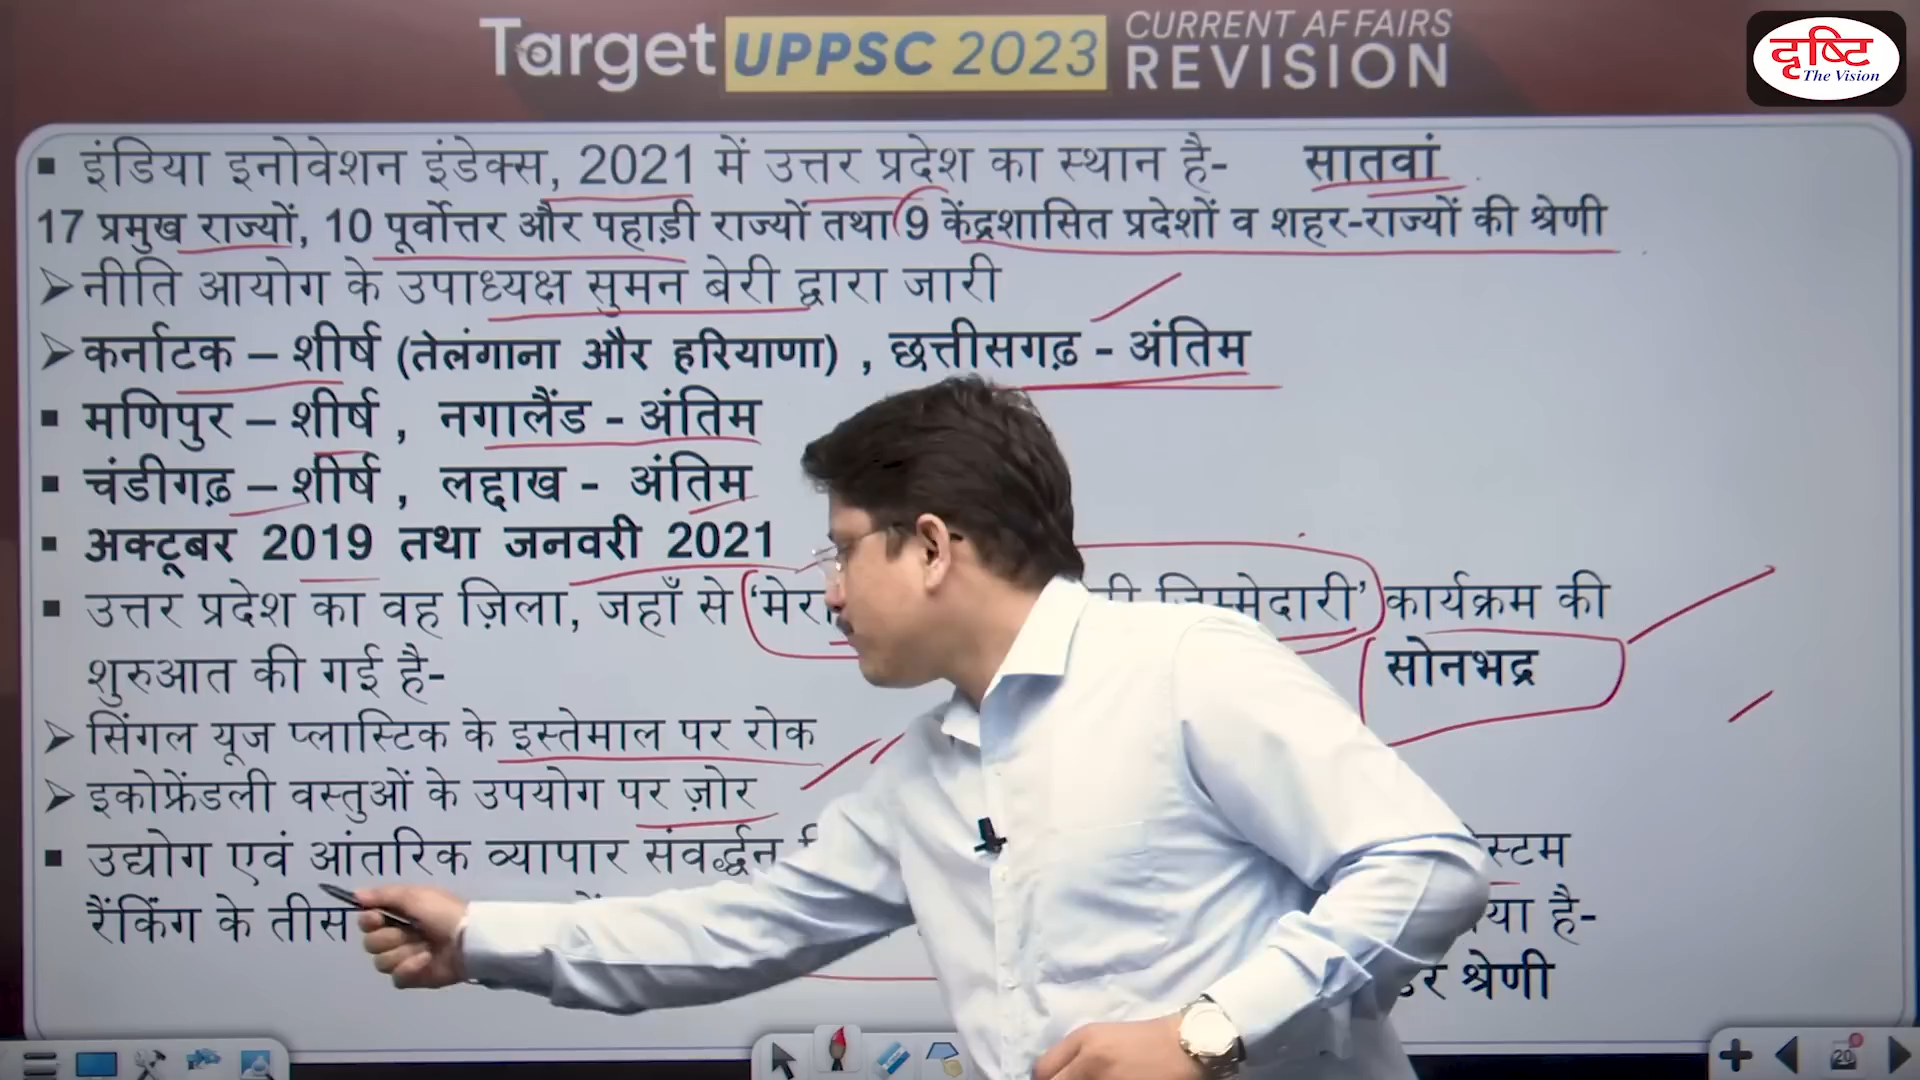 Target UPPSC 2023 CURRENT AFFAIRS REVISION
दृष्टि
The Vision
▪ इंडिया इनोवेशन इंडेक्स, 2021 में उत्तर प्रदेश का स्थान है- सातवां
17 प्रमुख राज्यों, 10 पूर्वोत्तर और पहाड़ी राज्यों तथा 9 केंद्रशासित प्रदेशों व शहर-राज्यों की श्रेणी
➢ नीति आयोग के उपाध्यक्ष सुमन बेरी द्वारा जारी
➢ कर्नाटक – शीर्ष (तेलंगाना और हरियाणा) , छत्तीसगढ़ - अंतिम
▪ मणिपुर – शीर्ष , नगालैंड - अंतिम
▪ चंडीगढ़ – शीर्ष , लद्दाख - अंतिम
▪ अक्टूबर 2019 तथा जनवरी 2021
▪ उत्तर प्रदेश का वह ज़िला, जहाँ से ‘मेरा जिम्मेदारी’ कार्यक्रम की
शुरुआत की गई है- सोनभद्र
➢ सिंगल यूज प्लास्टिक के इस्तेमाल पर रोक
➢ इकोफ्रेंडली वस्तुओं के उपयोग पर ज़ोर
▪ उद्योग एवं आंतरिक व्यापार संवर्द्धन
रैंकिंग के है-
श्रेणी
20